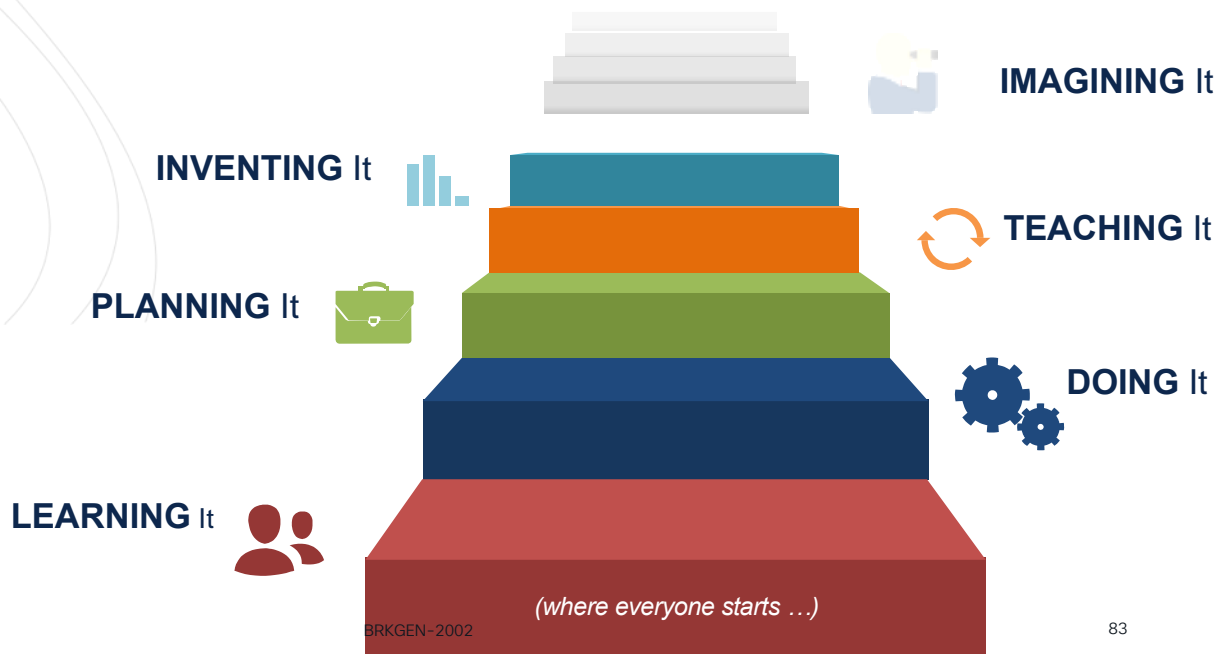 IMAGINING It
INVENTING It
TEACHING It
PLANNING It
DOING It
LEARNING It
(where everyone starts …)
BRKGEN-2002
83